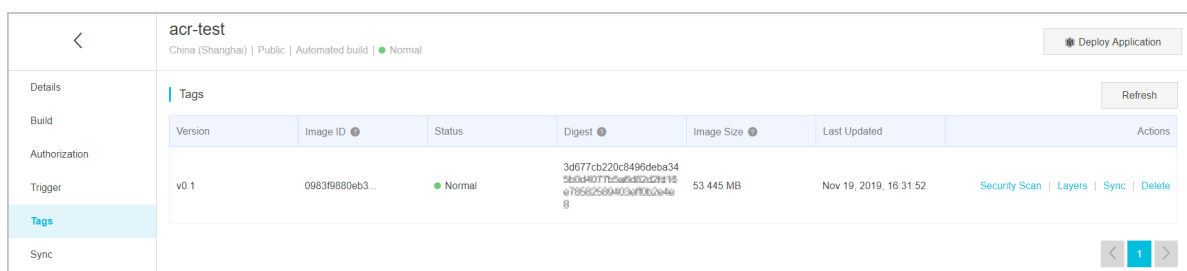 acr-test
China (Shanghai) | Public | Automated build | Normal
Deploy Application
Details
Build
Authorization
Trigger
Tags
Sync
Tags
Refresh
Version Image ID Status Digest Image Size Last Updated Actions
v0.1 0983f9880eb3... Normal 53.445 MB Nov 19, 2019, 16:31:52 Security Scan | Layers | Sync | Delete
3d677cb220c8496deba34
1